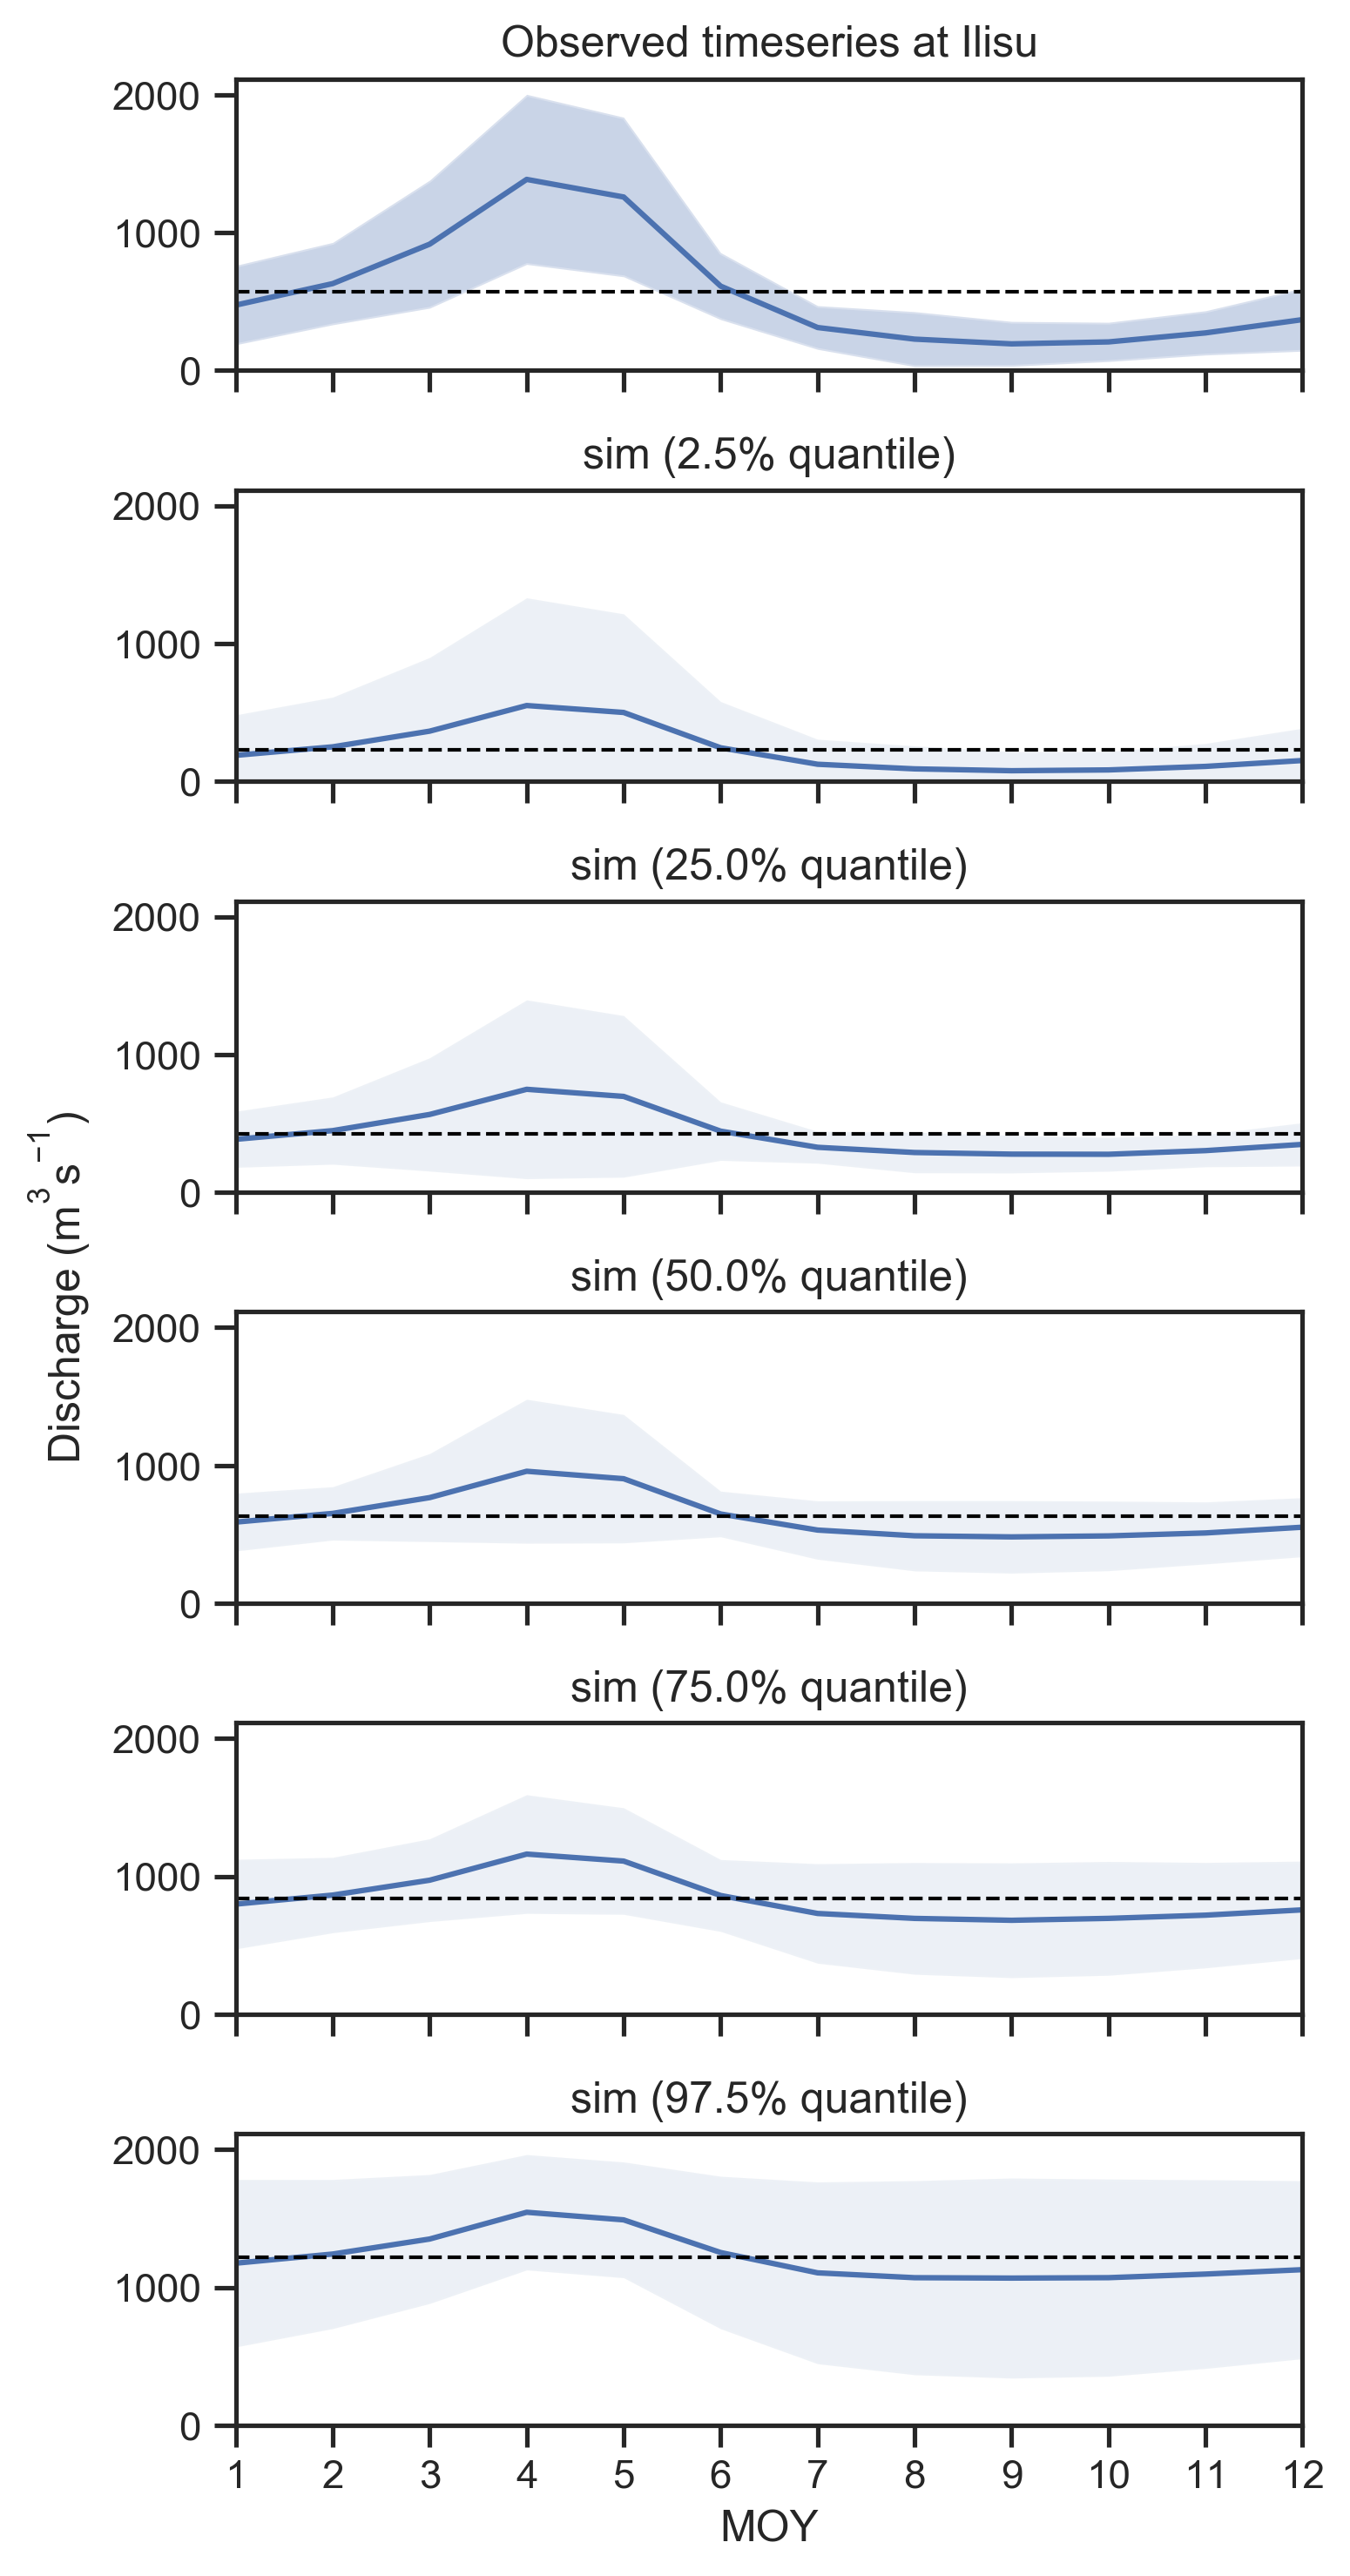 Observed timeseries at Ilisu
2000
1000
0
sim (2.5% quantile)
2000
1000
0
sim (25.0% quantile)
2000
1000
0
Discharge (m³ s⁻¹)
sim (50.0% quantile)
2000
1000
0
sim (75.0% quantile)
2000
1000
0
sim (97.5% quantile)
2000
1000
0
1 2 3 4 5 6 7 8 9 10 11 12
MOY